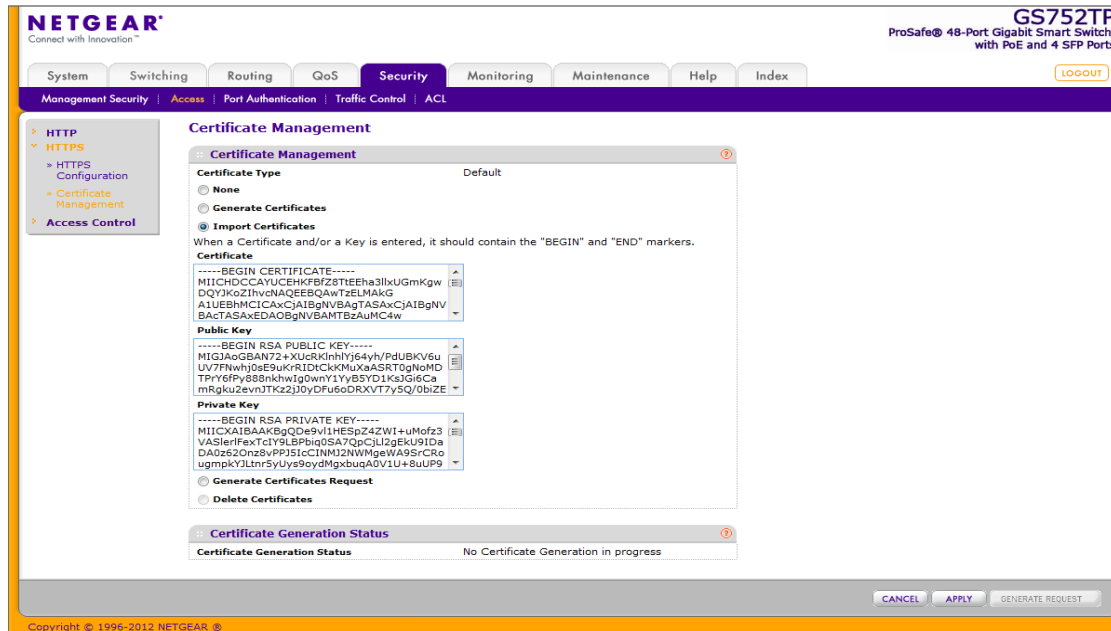 NETGEAR®
Connect with Innovation™
GS752TP
ProSafe® 48-Port Gigabit Smart Switch
with PoE and 4 SFP Ports
System Switching Routing QoS Security Monitoring Maintenance Help Index
LOGOUT
Management Security Access Port Authentication Traffic Control ACL
HTTP
HTTPS
» HTTPS
Configuration
» Certificate
Management
Access Control
Certificate Management
Certificate Management
Certificate Type Default
None
Generate Certificates
Import Certificates
When a Certificate and/or a Key is entered, it should contain the "BEGIN" and "END" markers.
Certificate
-----BEGIN CERTIFICATE-----
MIICHDCCAYUCEHKFBfZ8TtEEha3llxUGmKgw
DQYJKoZIhvcNAQEEBQAwTzELMAkG
A1UEBhMCICAxCjAIBgNVBAgTASAxCjAIBgNV
BAcTASAxEDAOBgNVBAMTBzAuMC4w
Public Key
-----BEGIN RSA PUBLIC KEY-----
MIGJAoGBAN72+XUcRKlnhlYj64yh/PdUBKV6u
UV7FNwhj0sE9uKrRIDtCkKMuXaASRT0gNoMD
TPrY6fPy888nkhwIg0wnY1YyB5YD1KsJGi6Ca
mRgku2evnJTKz2jJ0yDFu6oDRXVT7y5Q/0biZE
Private Key
-----BEGIN RSA PRIVATE KEY-----
MIICXAIBAAKBgQDe9vl1HESpZ4ZWI+uMofz3
VASlerlFexTcIY9LBPbiq0SA7QpCjLl2gEkU9IDa
DA0z62Onz8vPPJ5IcCINMJ2NWMgeWA9SrCRo
ugmpkYJLtnr5yUys9oydMgxbuqA0V1U+8uUP9
Generate Certificates Request
Delete Certificates
Certificate Generation Status
Certificate Generation Status No Certificate Generation in progress
CANCEL APPLY GENERATE REQUEST
Copyright © 1996-2012 NETGEAR ®